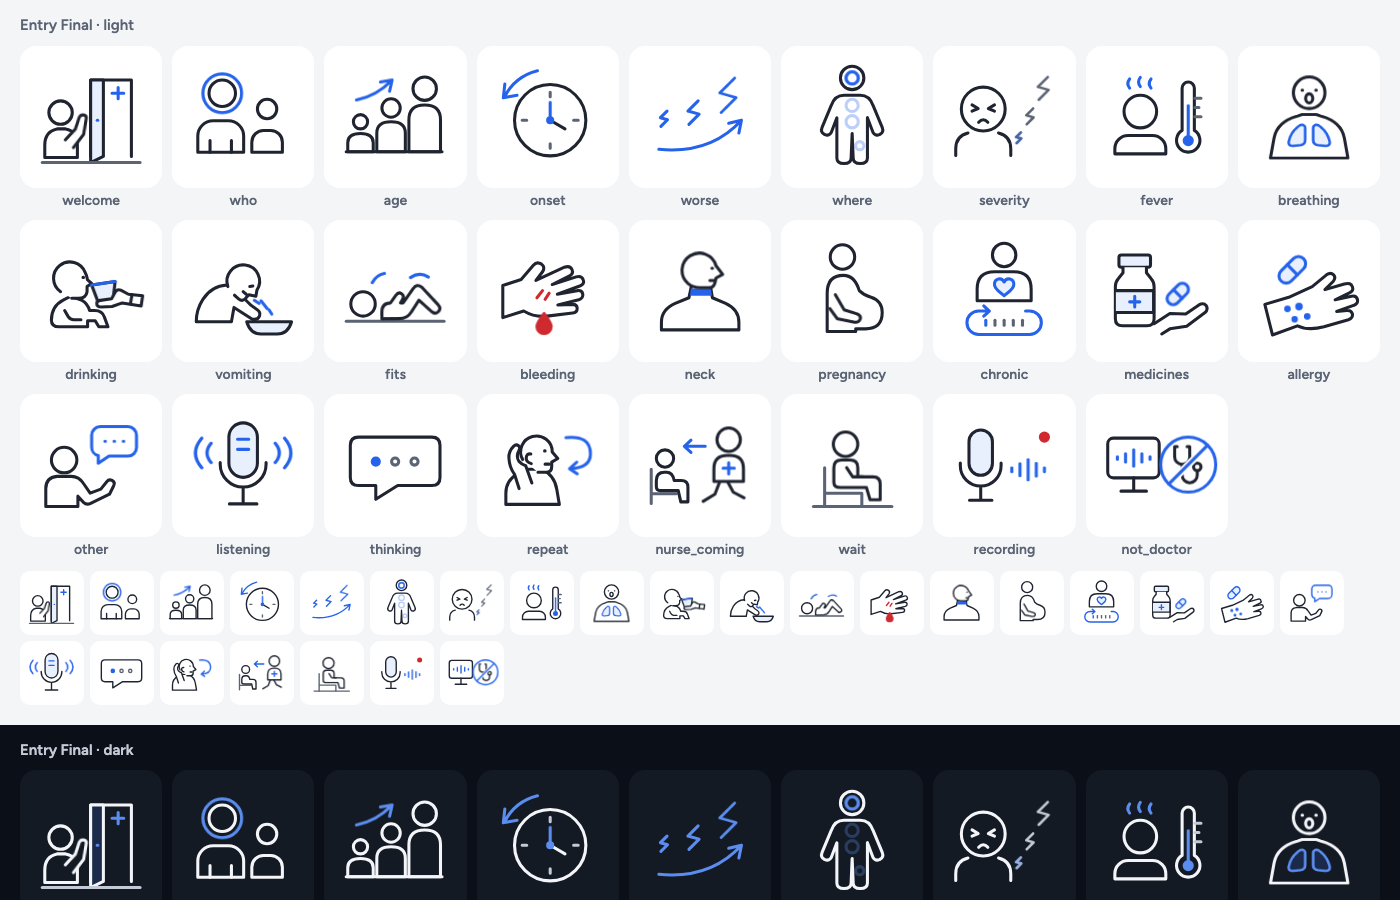 Entry Final · light
welcome who age onset worse where severity fever breathing
drinking vomiting fits bleeding neck pregnancy chronic medicines allergy
other listening thinking repeat nurse_coming wait recording not_doctor
Entry Final · dark